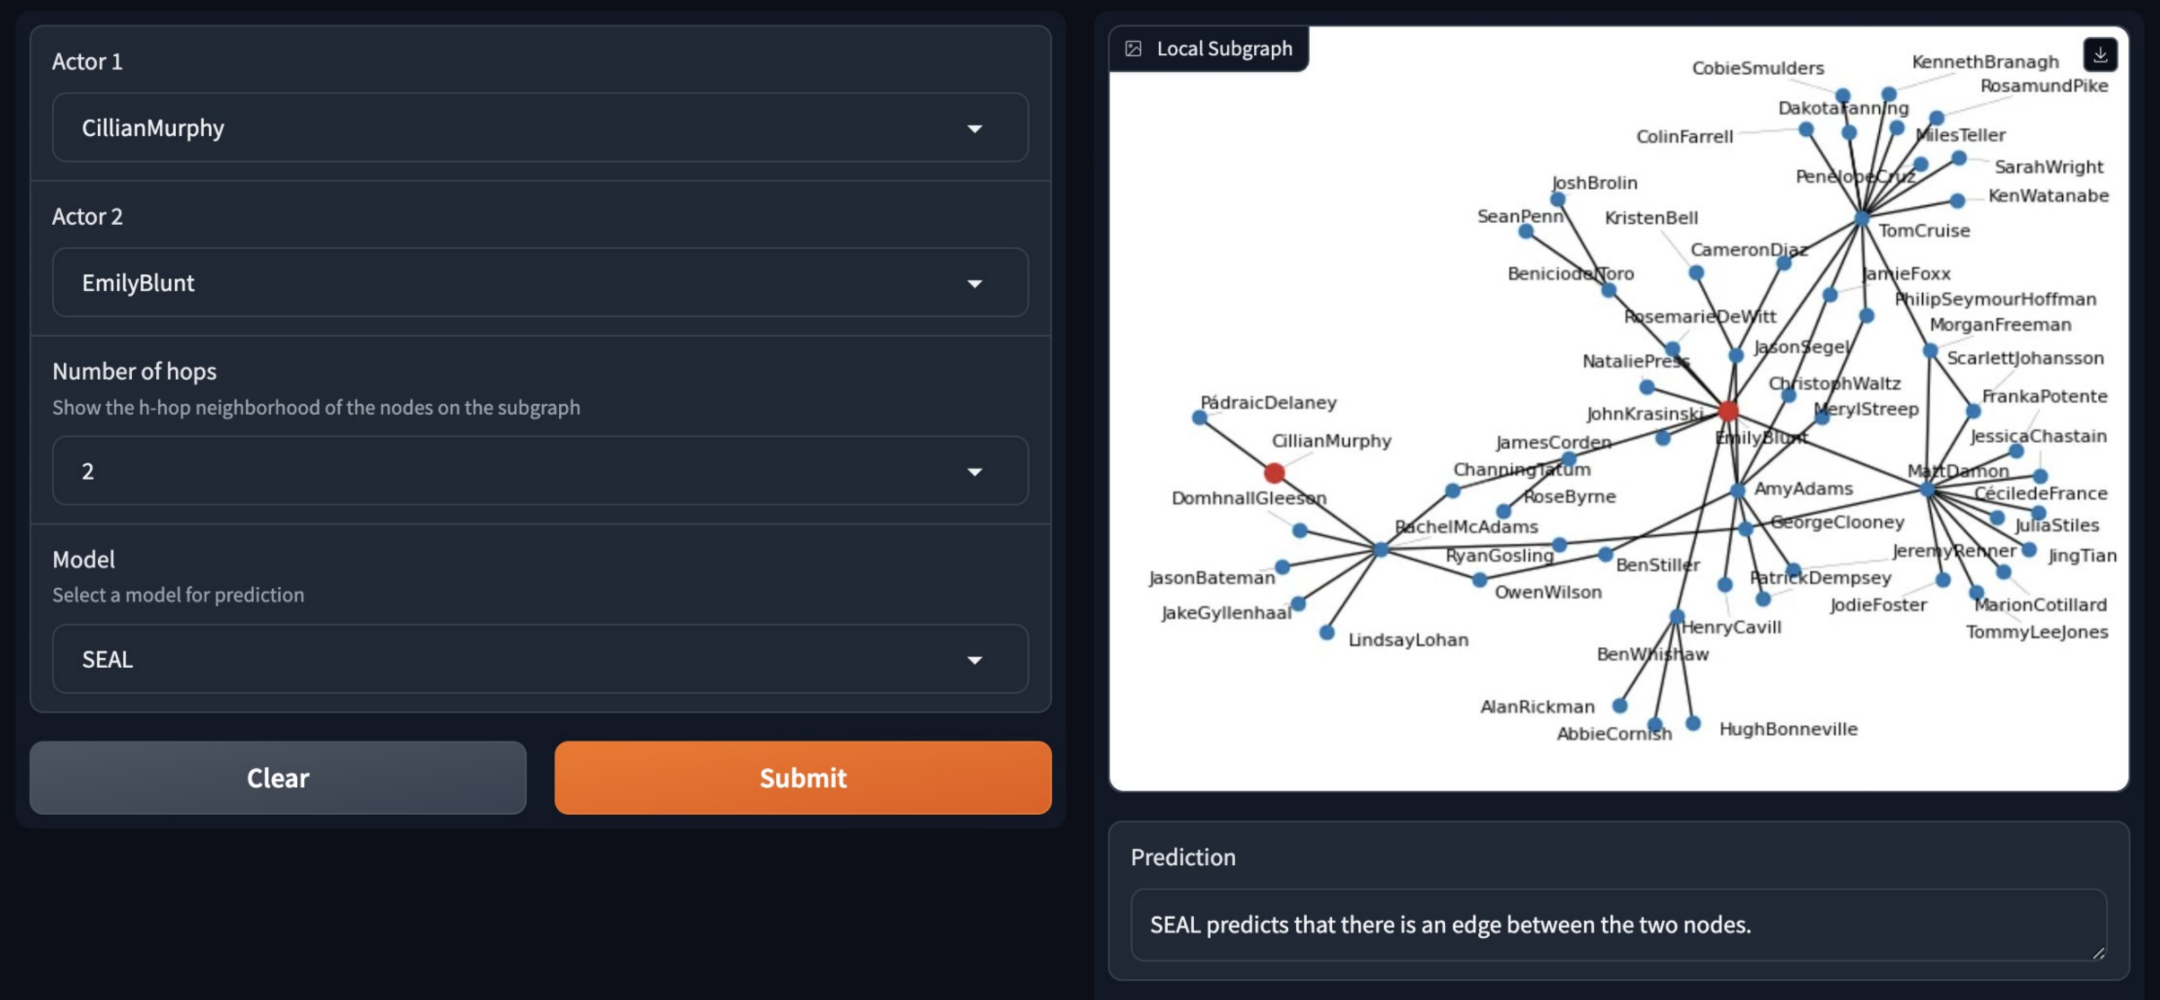 Actor 1
CillianMurphy
Actor 2
EmilyBlunt
Number of hops
Show the h-hop neighborhood of the nodes on the subgraph
2
Model
Select a model for prediction
SEAL
Clear
Submit
Local Subgraph
KennethBranagh
CobieSmulders
RosamundPike
DakotaFanning
ColinFarrell
MilesTeller
SarahWright
PenelopeCruz
JoshBrolin
KenWatanabe
SeanPenn
KristenBell
TomCruise
CameronDiaz
BeniciodelToro
JamieFoxx
PhilipSeymourHoffman
RosemarieDeWitt
MorganFreeman
JasonSegel
ScarlettJohansson
NataliePress
ChristophWaltz
FrankaPotente
PádraicDelaney
MerylStreep
JohnKrasinski
EmilyBlunt
JessicaChastain
CillianMurphy
JamesCorden
ChanningTatum
MattDamon
AmyAdams
CéciledeFrance
DomhnallGleeson
RoseByrne
GeorgeClooney
JuliaStiles
RachelMcAdams
RyanGosling
JeremyRenner
JingTian
BenStiller
JasonBateman
PatrickDempsey
OwenWilson
JodieFoster
MarionCotillard
JakeGyllenhaal
HenryCavill
TommyLeeJones
LindsayLohan
BenWhishaw
AlanRickman
AbbieCornish
HughBonneville
Prediction
SEAL predicts that there is an edge between the two nodes.